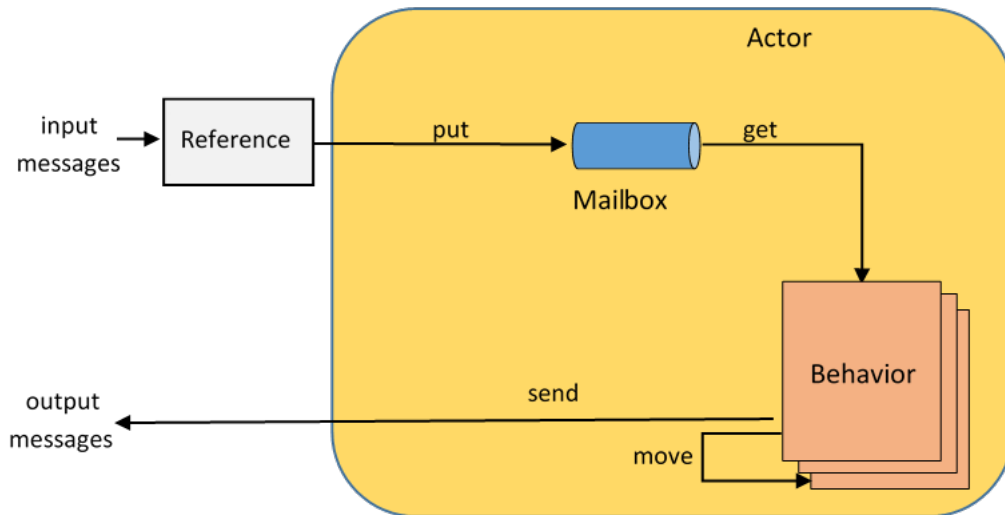 Actor
input
messages
Reference
put
get
Mailbox
Behavior
send
output
messages
move